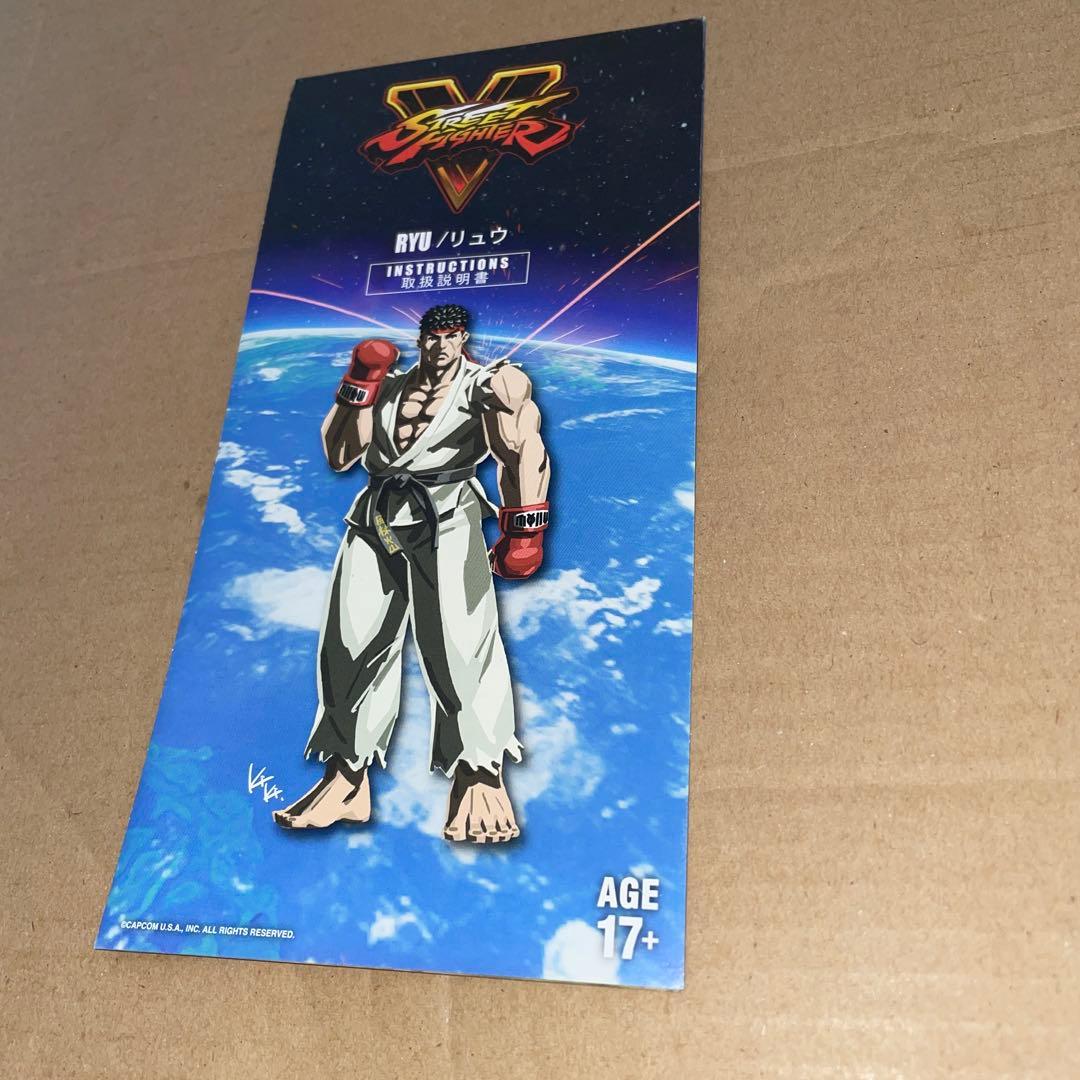 STREET
FIGHTER
V
RYU/リュウ
INSTRUCTIONS
取扱説明書
AGE
17+
©CAPCOM U.S.A., INC. ALL RIGHTS RESERVED.